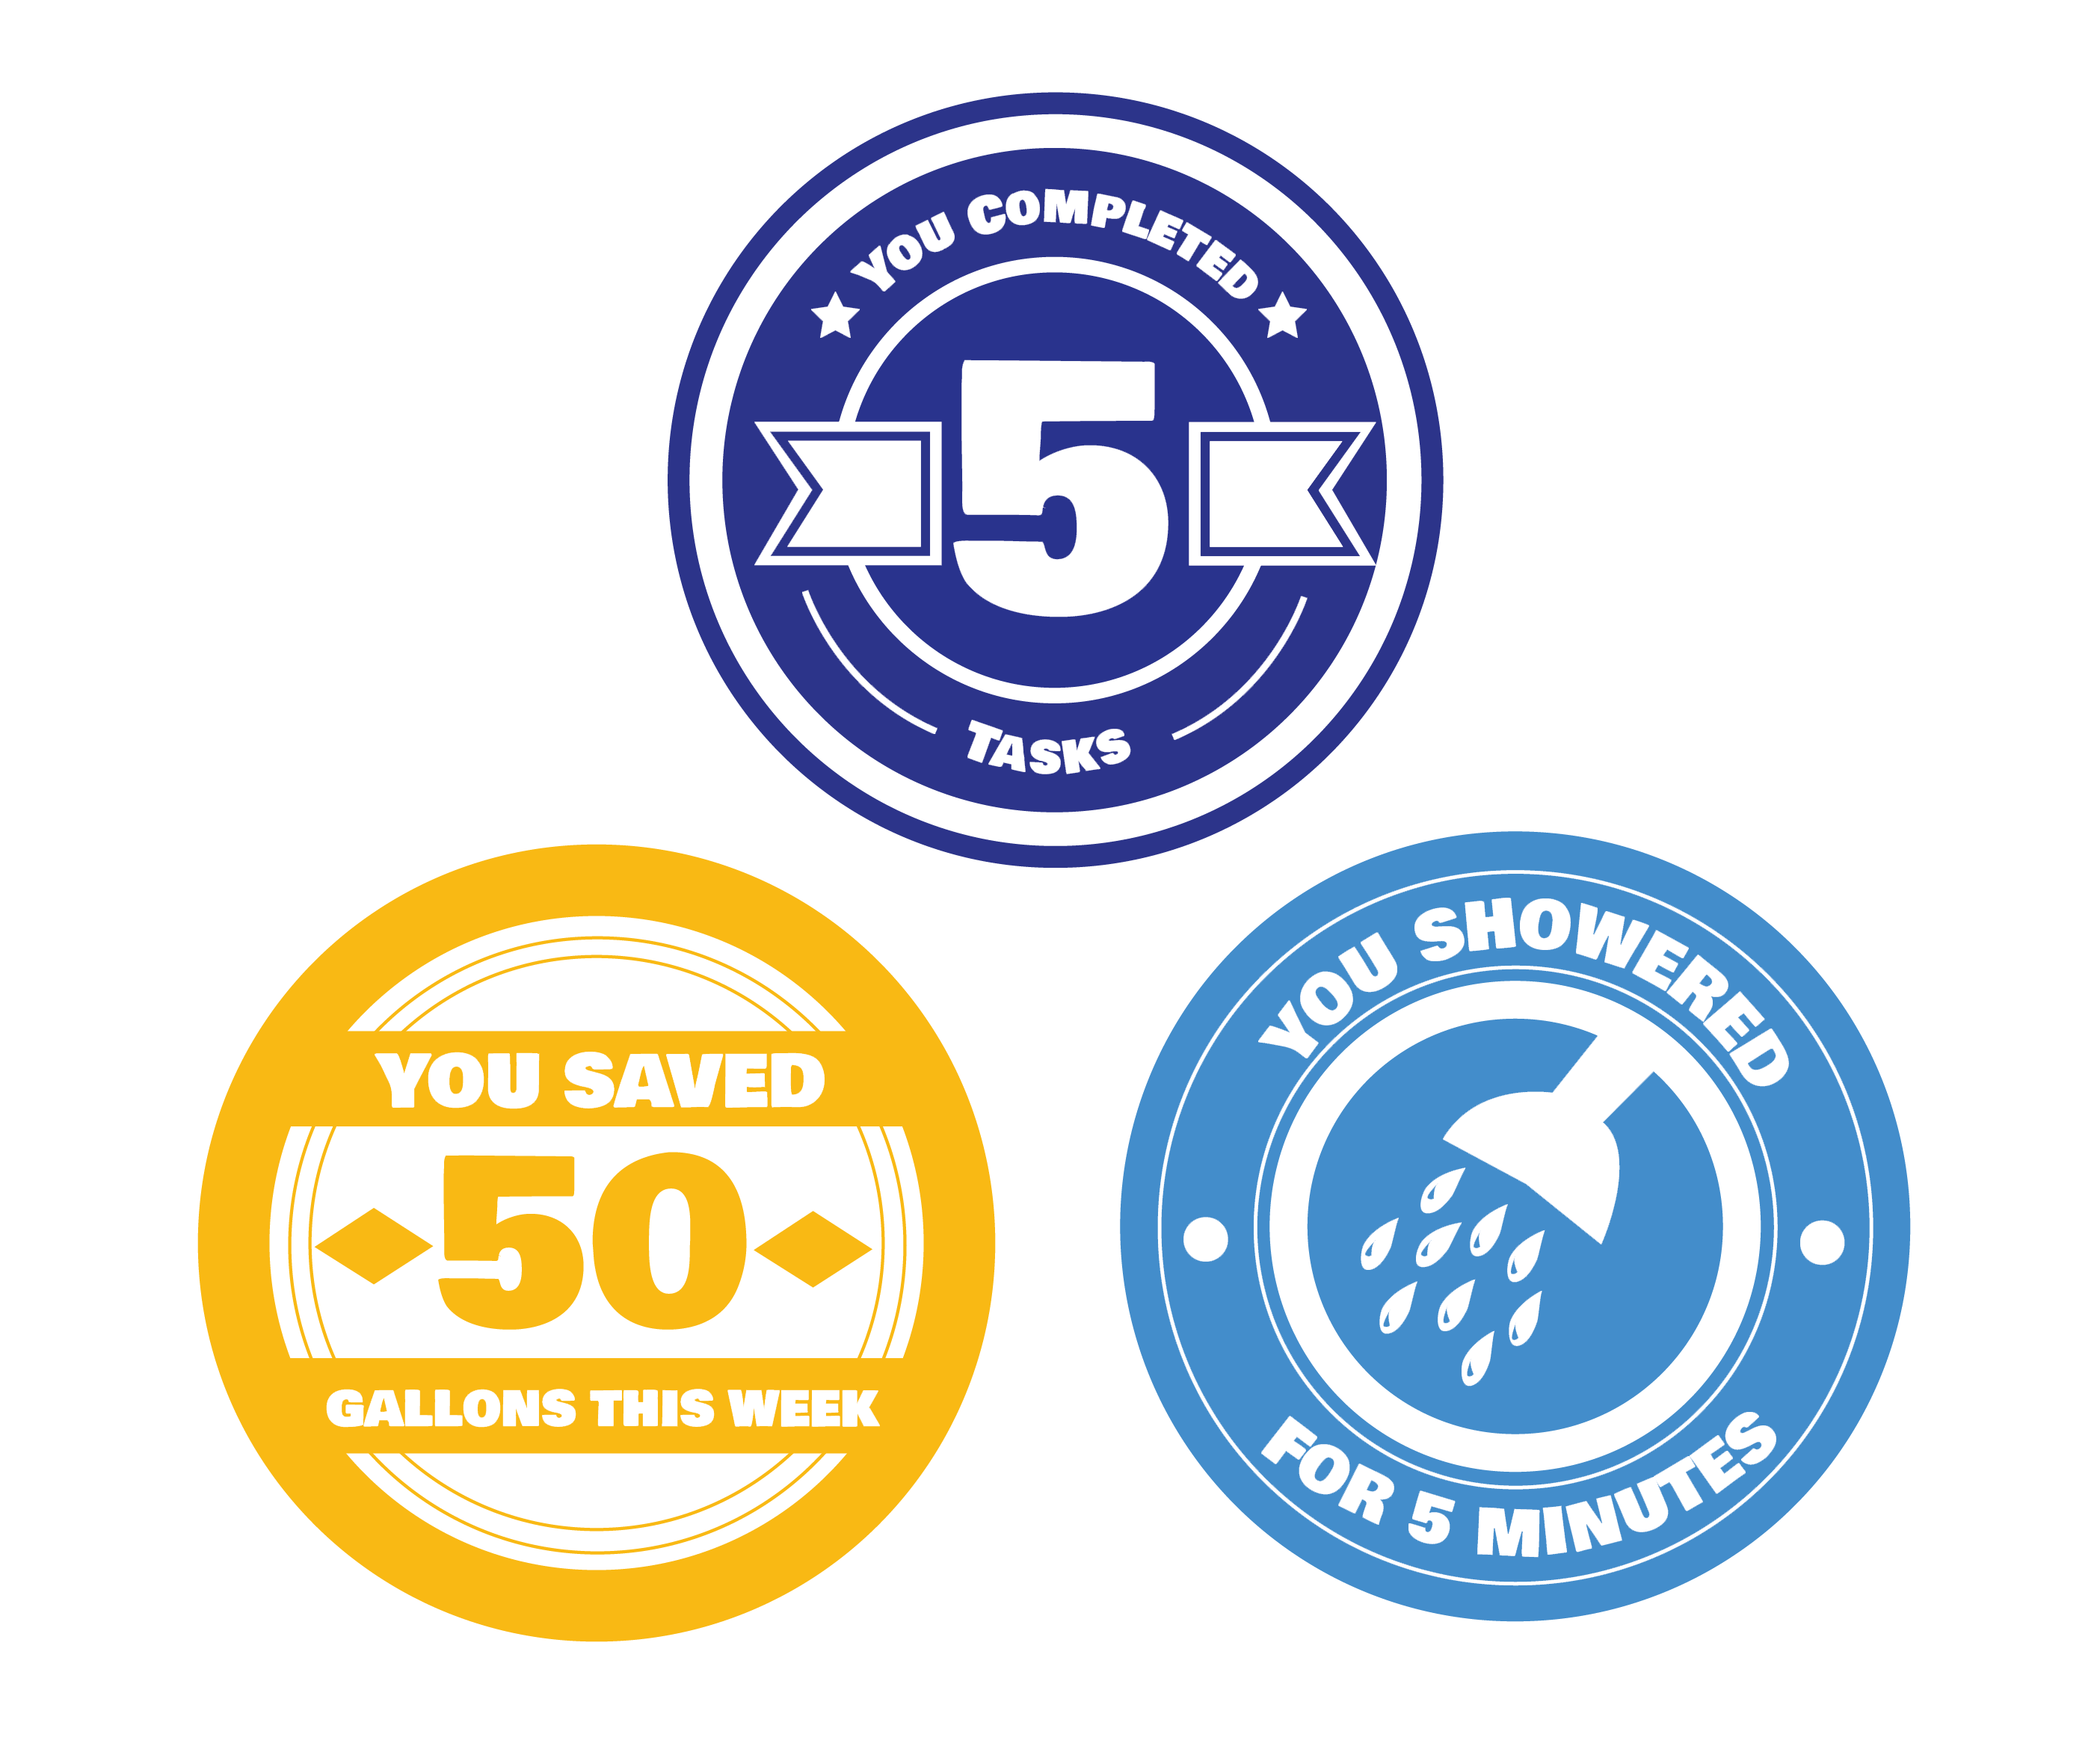 YOU COMPLETED
5
TASKS
YOU SAVED
50
GALLONS THIS WEEK
YOU SHOWERED
FOR 5 MINUTES